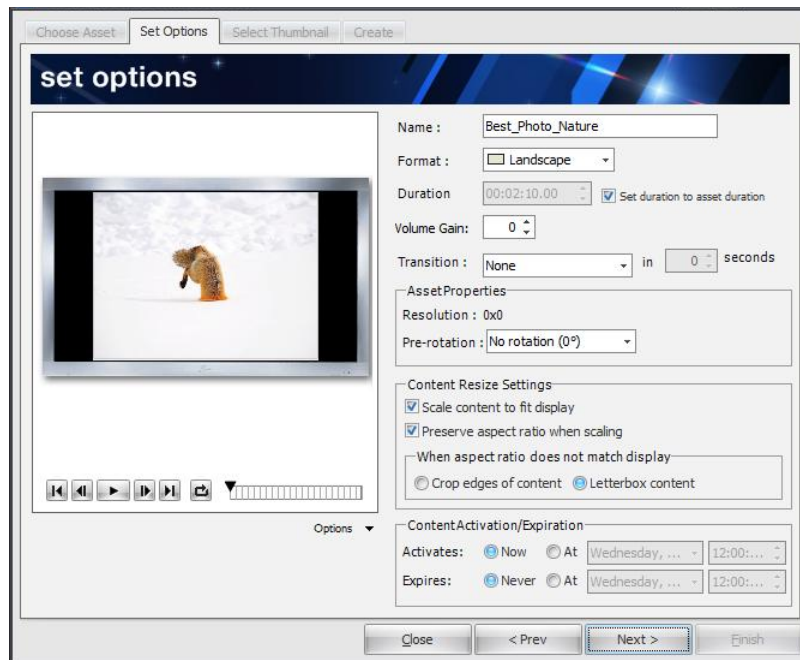 Choose Asset Set Options Select Thumbnail Create
set options
Name : Best_Photo_Nature
Format : Landscape
Duration 00:02:10.00 Set duration to asset duration
Volume Gain: 0
Transition : None in 0 seconds
AssetProperties
Resolution : 0x0
Pre-rotation : No rotation (0°)
Content Resize Settings
Scale content to fit display
Preserve aspect ratio when scaling
When aspect ratio does not match display
Crop edges of content Letterbox content
Options
ContentActivation/Expiration
Activates: Now At Wednesday, ... 12:00:...
Expires: Never At Wednesday, ... 12:00:...
Close < Prev Next > Finish